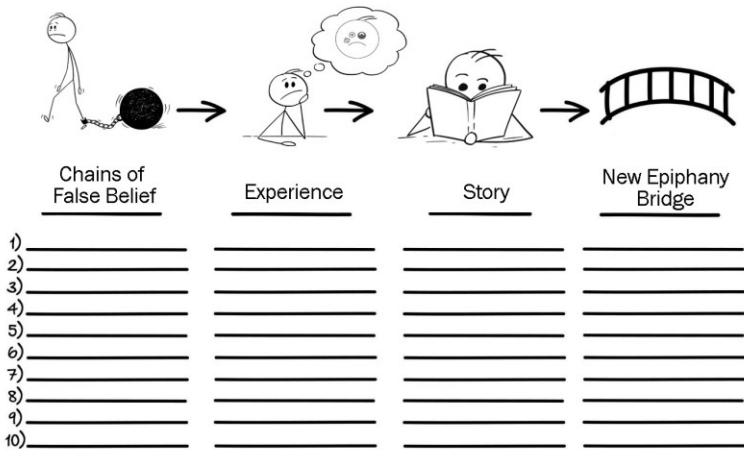 Chains of
False Belief
Experience
Story
New Epiphany
Bridge
1)
2)
3)
4)
5)
6)
7)
8)
9)
10)